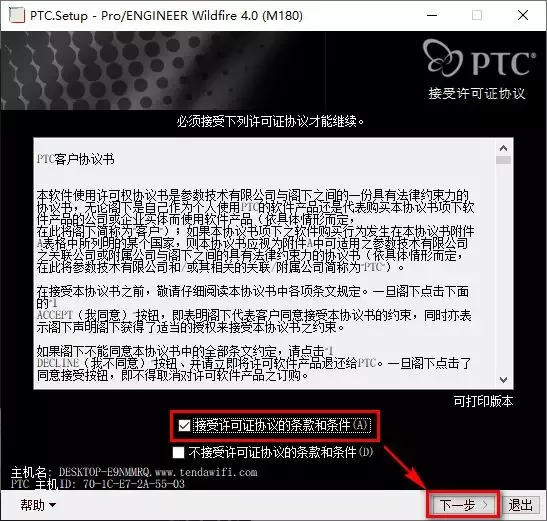 PTC.Setup - Pro/ENGINEER Wildfire 4.0 (M180)
PTC®
接受许可证协议
必须接受下列许可证协议才能继续。
PTC客户协议书
本软件使用许可权协议书是参数技术有限公司与阁下之间的一份具有法律约束力的
协议书，无论阁下是自己作为个人使用PTC的软件产品还是代表购买本协议书项下软
件产品的公司或企业实体而使用软件产品（依具体情形而定，
在此将阁下简称为"客户"）；如果本协议书项下之软件购买行为发生在本协议书附件
A表格中所列明的某个国家，则本协议书应视为附件A中可适用之参数技术有限公司
之关联公司或附属公司与阁下之间的具有法律约束力的协议书（依具体情形而定，
在此将参数技术有限公司和/或其相关的关联/附属公司简称为"PTC"）。
在接受本协议书之前，敬请仔细阅读本协议书中各项条文规定。一旦阁下点击下面
的"I
ACCEPT（我同意）"按钮，即表明阁下代表客户同意接受本协议书的约束，同时亦表
示阁下声明阁下获得了适当的授权来接受本协议书之约束。
如果阁下不能同意本协议书中的全部条文约定，请点击"I
DECLINE（我不同意）"按钮、并请立即将许可软件产品退还给PTC。一旦阁下点击了
同意接受按钮，即不得取消对许可软件产品之订购。
可打印版本
接受许可证协议的条款和条件(A)
不接受许可证协议的条款和条件(D)
主机名: DESKTOP-E9NMMRQ.www.tendawifi.com
PTC 主机ID: 70-1C-E7-2A-55-03
帮助
下一步
退出